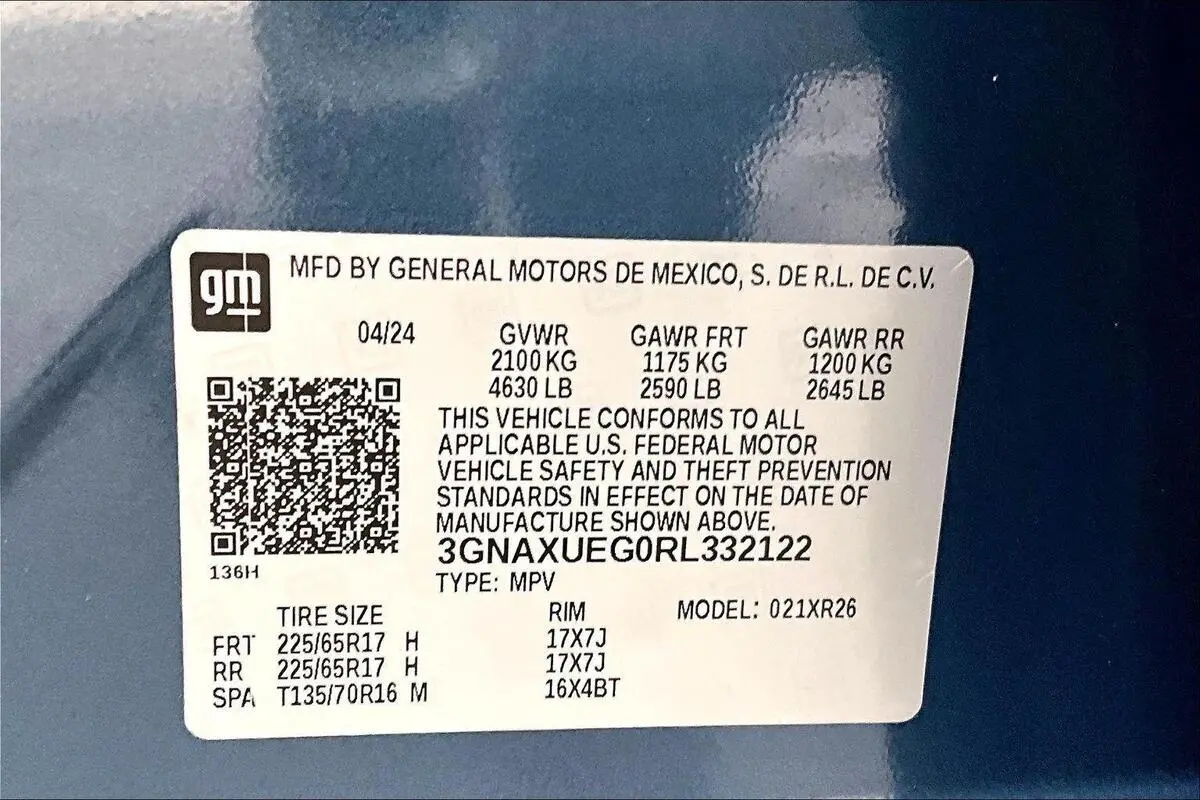 gm
MFD BY GENERAL MOTORS DE MEXICO, S. DE R.L. DE C.V.
04/24 GVWR GAWR FRT GAWR RR
2100 KG 1175 KG 1200 KG
4630 LB 2590 LB 2645 LB
THIS VEHICLE CONFORMS TO ALL
APPLICABLE U.S. FEDERAL MOTOR
VEHICLE SAFETY AND THEFT PREVENTION
STANDARDS IN EFFECT ON THE DATE OF
MANUFACTURE SHOWN ABOVE.
3GNAXUEG0RL332122
136H
TYPE: MPV
TIRE SIZE RIM MODEL: 021XR26
FRT 225/65R17 H 17X7J
RR 225/65R17 H 17X7J
SPA T135/70R16 M 16X4BT